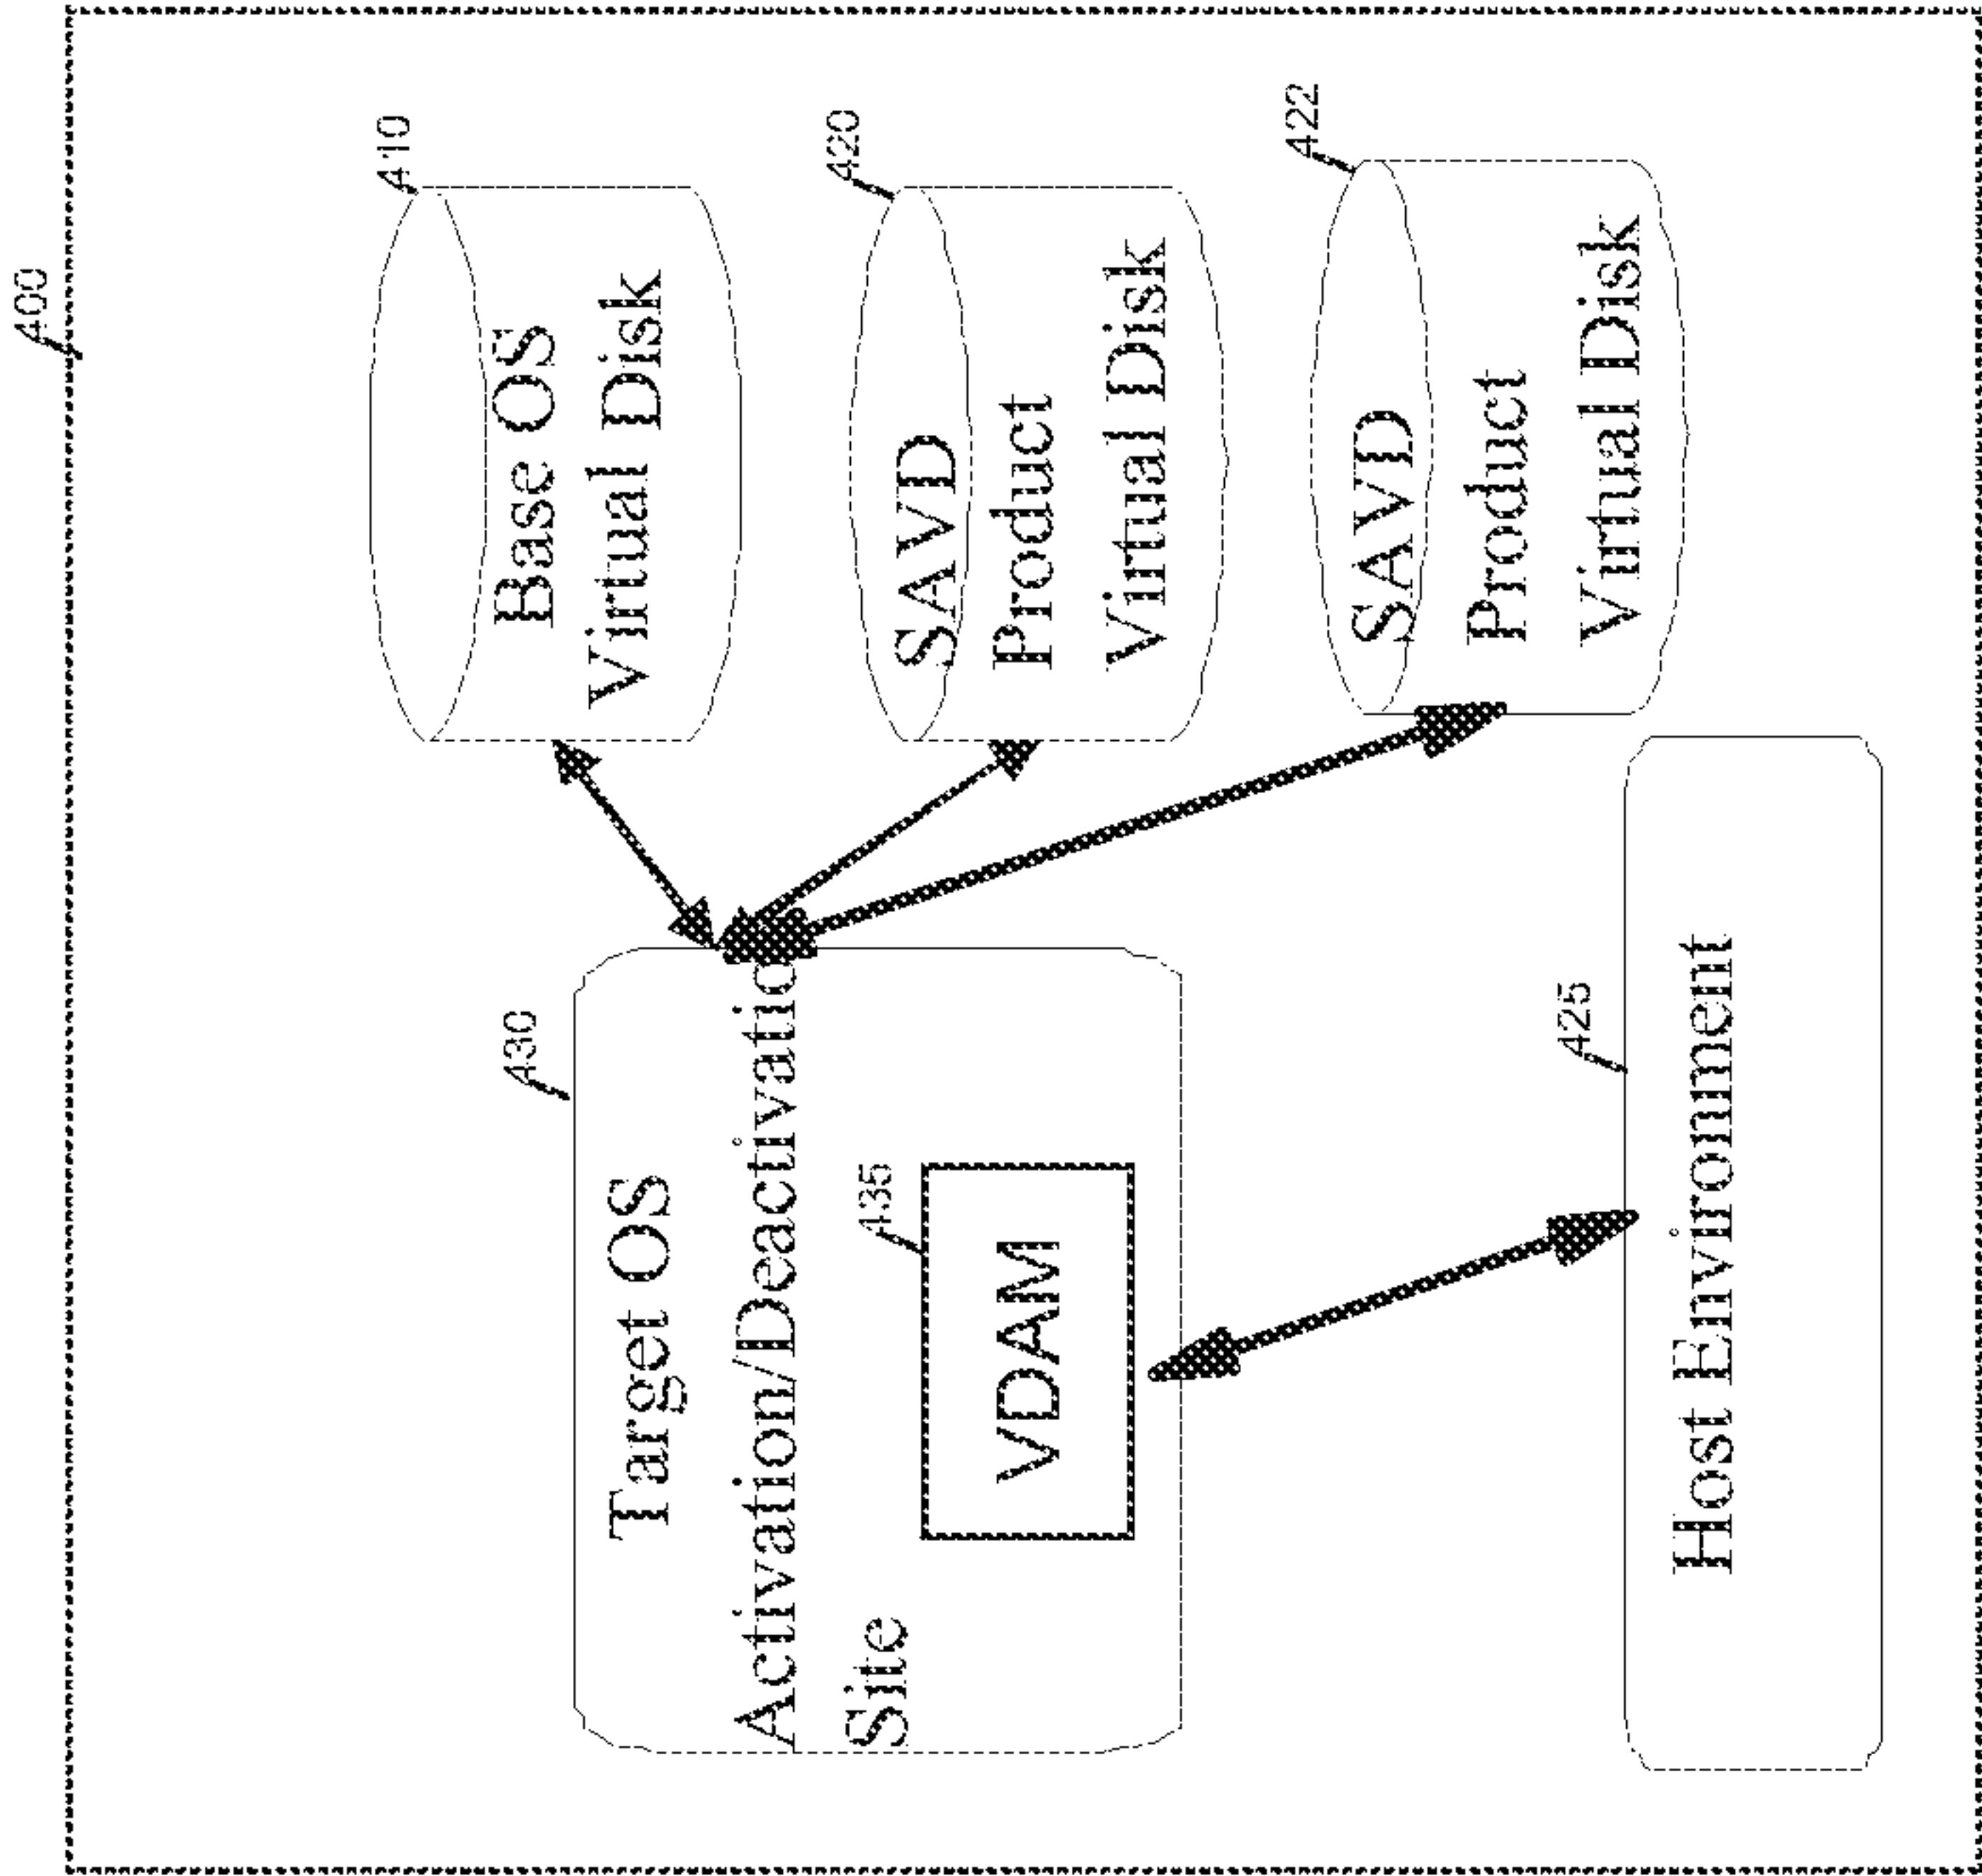 400
410
Base OS
Virtual Disk
430
Target OS
Activation/Deactivatio
Site
435
VDAM
420
SAVD
Product
Virtual Disk
422
SAVD
Product
Virtual Disk
425
Host Environment